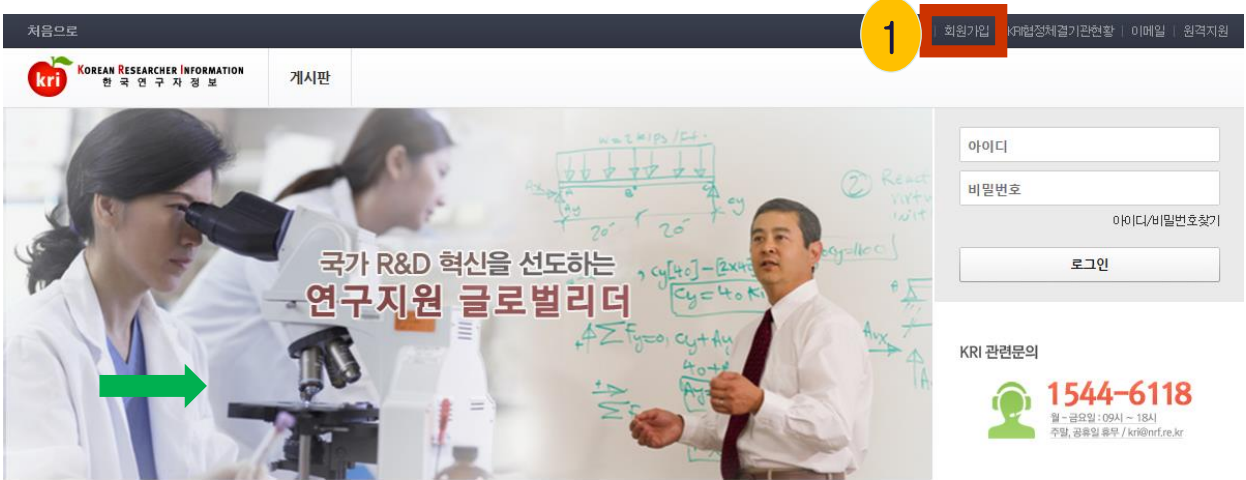 처음으로
1
회원가입 | KRI협정체결기관현황 | 이메일 | 원격지원
kri KOREAN RESEARCHER INFORMATION
한국연구자정보
게시판
아이디
비밀번호
아이디/비밀번호찾기
로그인
국가 R&D 혁신을 선도하는
연구지원 글로벌리더
KRI 관련문의
1544-6118
월~금요일 : 09시 ~ 18시
주말, 공휴일 휴무 / kri@nrf.re.kr
20' 20'